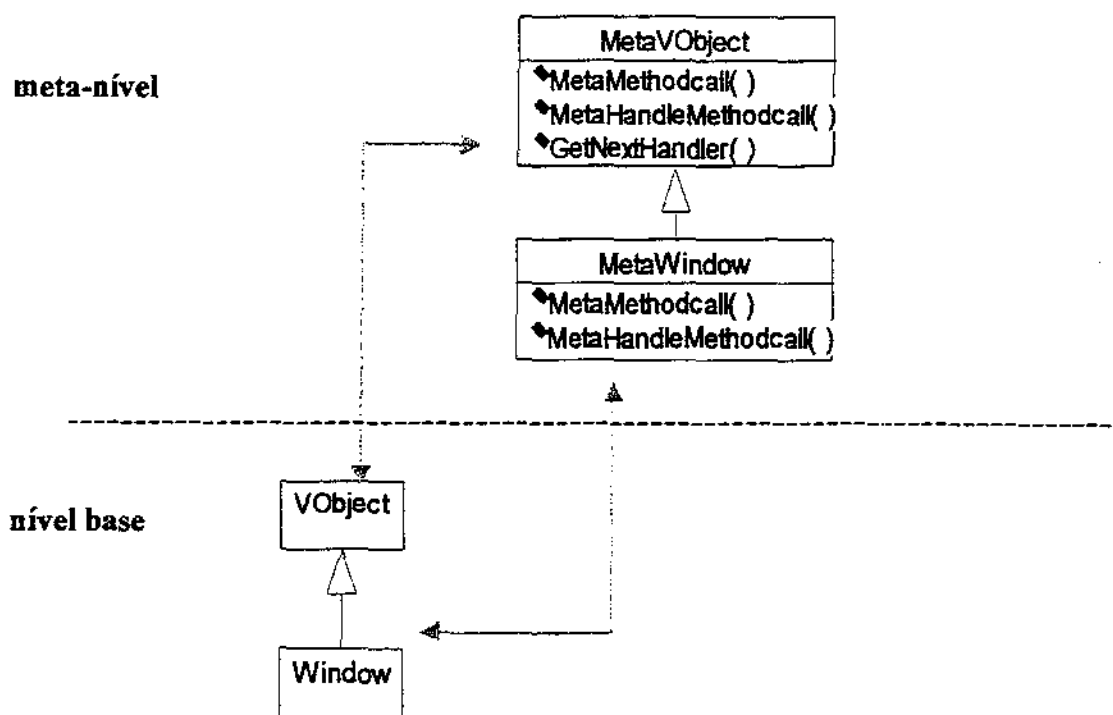 MetaVObject
meta-nível
MetaMethodcall( )
MetaHandleMethodcall( )
GetNextHandler( )
MetaWindow
MetaMethodcall( )
MetaHandleMethodcall( )
VObject
nível base
Window